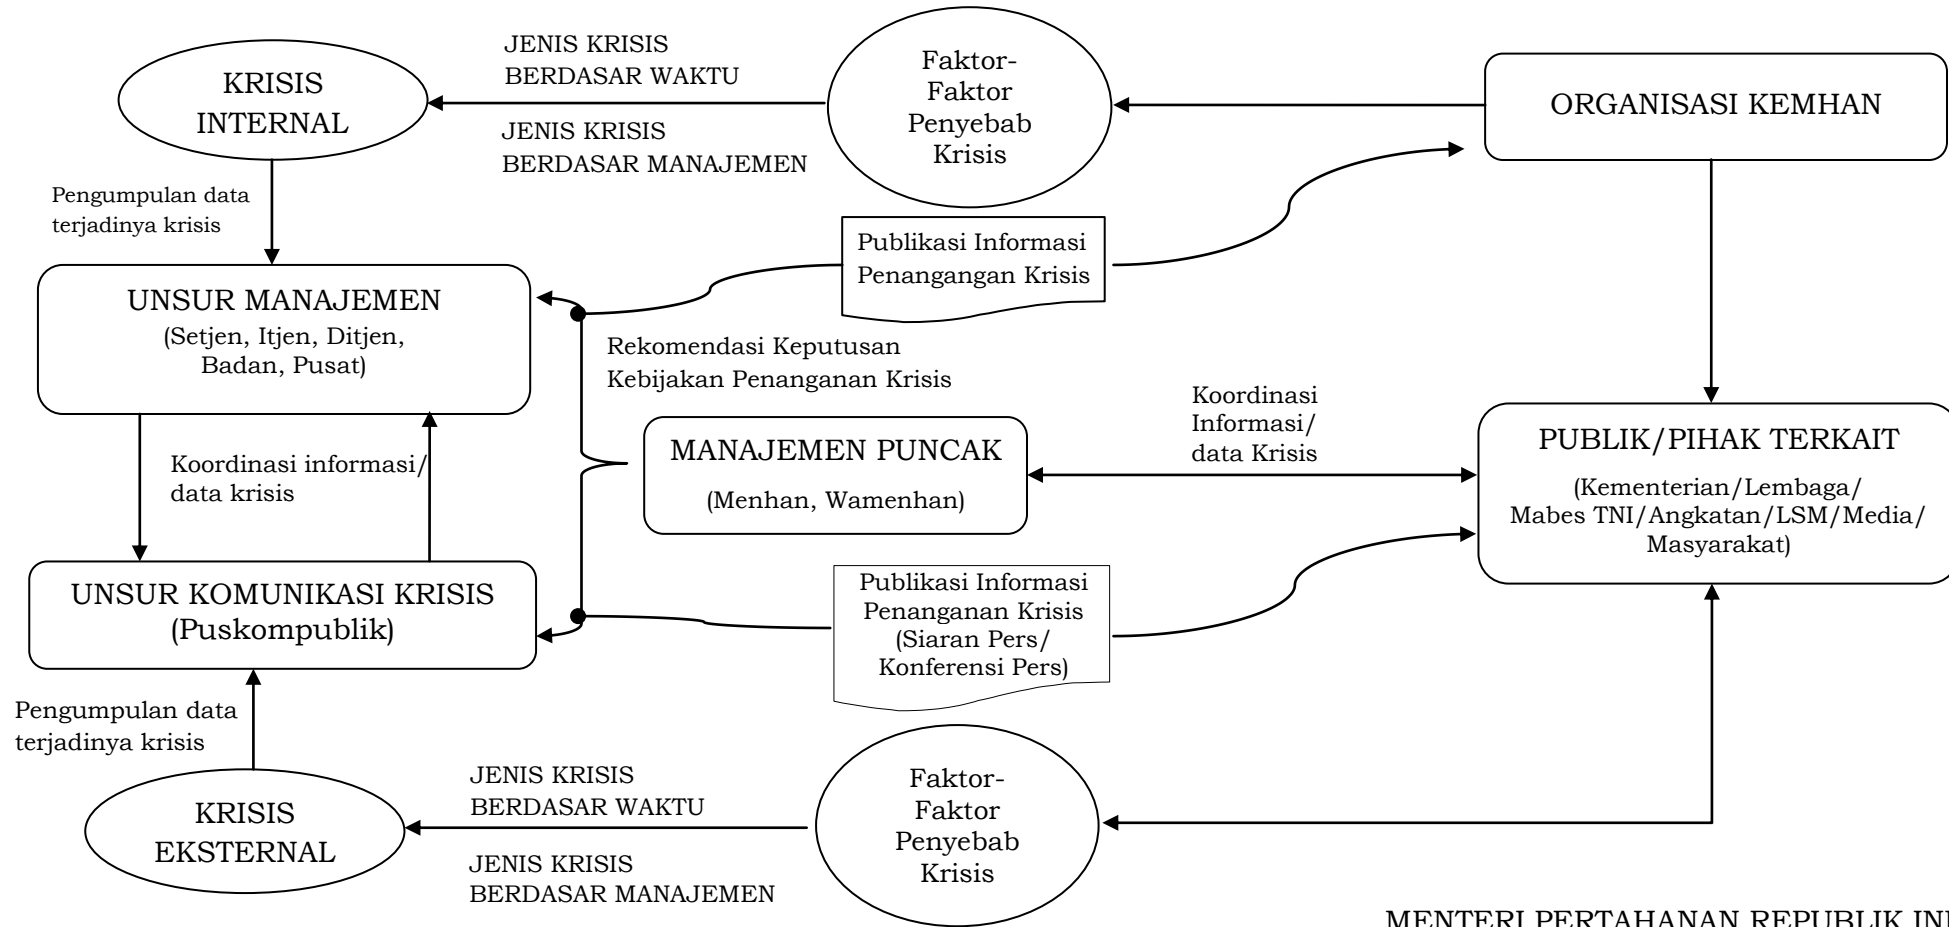 KRISIS
INTERNAL
JENIS KRISIS
BERDASAR WAKTU
JENIS KRISIS
BERDASAR MANAJEMEN
Faktor-
Faktor
Penyebab
Krisis
ORGANISASI KEMHAN
Pengumpulan data
terjadinya krisis
Publikasi Informasi
Penangangan Krisis
UNSUR MANAJEMEN
(Setjen, Itjen, Ditjen,
Badan, Pusat)
Rekomendasi Keputusan
Kebijakan Penanganan Krisis
Koordinasi
Informasi/
data Krisis
MANAJEMEN PUNCAK
(Menhan, Wamenhan)
PUBLIK/PIHAK TERKAIT
(Kementerian/Lembaga/
Mabes TNI/Angkatan/LSM/Media/
Masyarakat)
Koordinasi informasi/
data krisis
UNSUR KOMUNIKASI KRISIS
(Puskompublik)
Publikasi Informasi
Penanganan Krisis
(Siaran Pers/
Konferensi Pers)
Pengumpulan data
terjadinya krisis
KRISIS
EKSTERNAL
JENIS KRISIS
BERDASAR WAKTU
JENIS KRISIS
BERDASAR MANAJEMEN
Faktor-
Faktor
Penyebab
Krisis
MENTERI PERTAHANAN REPUBLIK